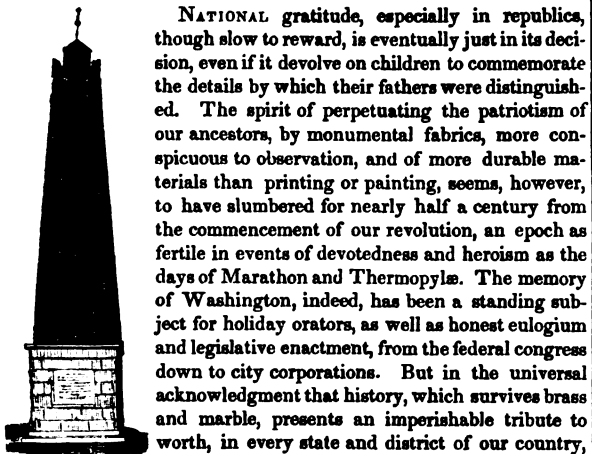 NATIONAL gratitude, especially in republics,
though slow to reward, is eventually just in its deci-
sion, even if it devolve on children to commemorate
the details by which their fathers were distinguish-
ed. The spirit of perpetuating the patriotism of
our ancestors, by monumental fabrics, more con-
spicuous to observation, and of more durable ma-
terials than printing or painting, seems, however,
to have slumbered for nearly half a century from
the commencement of our revolution, an epoch as
fertile in events of devotedness and heroism as the
days of Marathon and Thermopylæ. The memory
of Washington, indeed, has been a standing sub-
ject for holiday orators, as well as honest eulogium
and legislative enactment, from the federal congress
down to city corporations. But in the universal
acknowledgment that history, which survives brass
and marble, presents an imperishable tribute to
worth, in every state and district of our country,